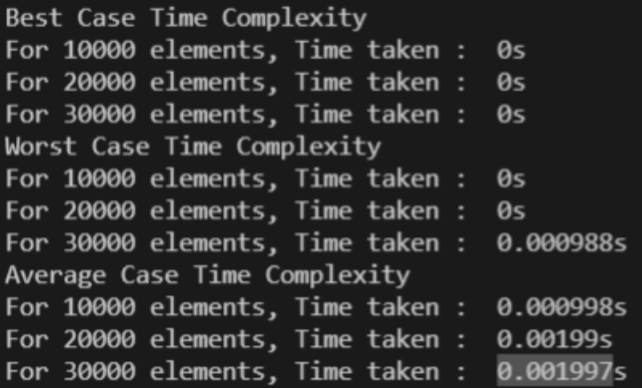 Best Case Time Complexity
For 10000 elements, Time taken :  0s
For 20000 elements, Time taken :  0s
For 30000 elements, Time taken :  0s
Worst Case Time Complexity
For 10000 elements, Time taken :  0s
For 20000 elements, Time taken :  0s
For 30000 elements, Time taken :  0.000988s
Average Case Time Complexity
For 10000 elements, Time taken :  0.000998s
For 20000 elements, Time taken :  0.00199s
For 30000 elements, Time taken :  0.001997s